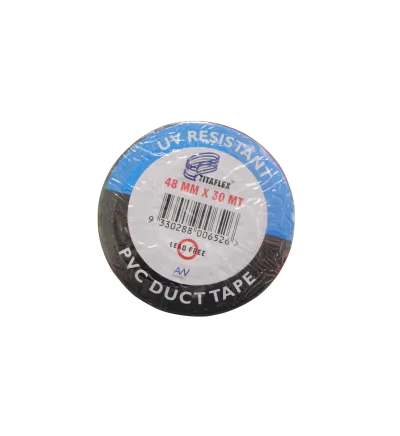 UV RESISTANT
TITAFLEX
48 MM X 30 MT
9 330288 006526 >
LEAD FREE
PVC DUCT TAPE